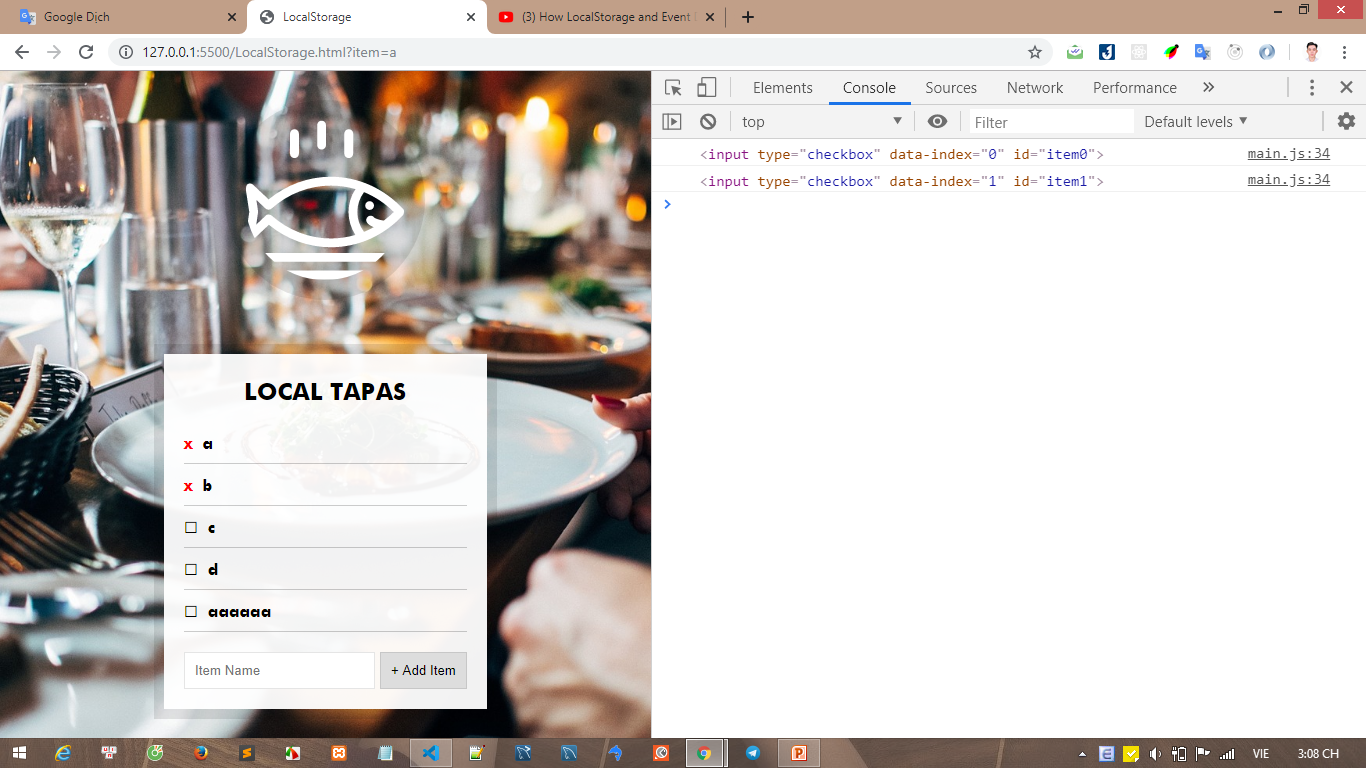 Google Dịch
LocalStorage
(3) How LocalStorage and Event
127.0.0.1:5500/LocalStorage.html?item=a
Elements
Console
Sources
Network
Performance
top
Filter
Default levels
<input type="checkbox" data-index="0" id="item0">
main.js:34
<input type="checkbox" data-index="1" id="item1">
main.js:34
LOCAL TAPAS
x a
x b
c
d
aaaaaa
Item Name
+ Add Item
VIE
3:08 CH